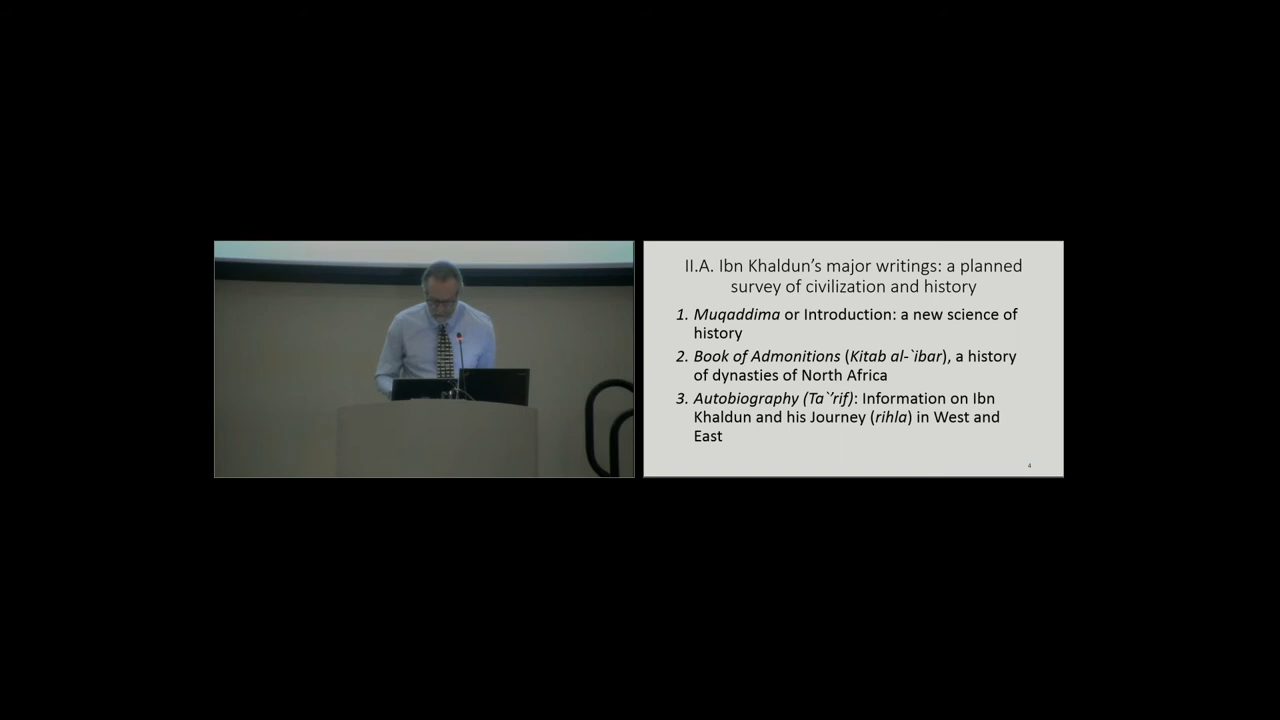 II.A. Ibn Khaldun’s major writings: a planned
survey of civilization and history
1. Muqaddima or Introduction: a new science of
history
2. Book of Admonitions (Kitab al-`ibar), a history
of dynasties of North Africa
3. Autobiography (Ta`’rif): Information on Ibn
Khaldun and his Journey (rihla) in West and
East
4